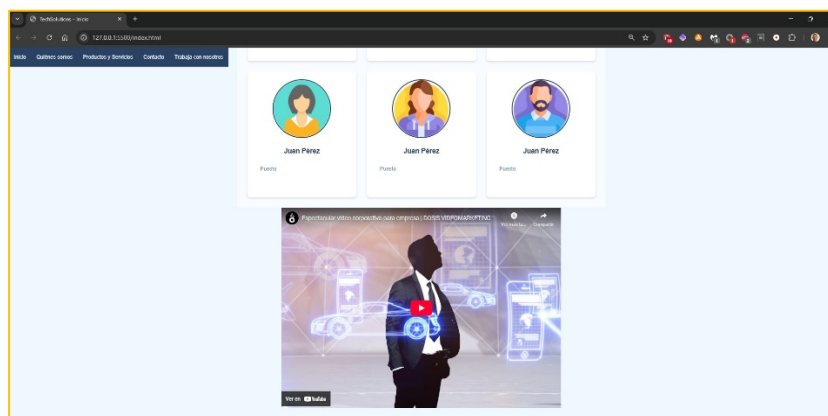 TechSolutions - Inicio
127.0.0.1:5500/index.html
Inicio Quiénes somos Productos y Servicios Contacto Trabaja con nosotros
Juan Pérez Juan Pérez Juan Pérez
Puesto Puesto Puesto
Espectacular video corporativo para empresa | DOSIS VIDEOMARKETING
Compartir
Ver en YouTube